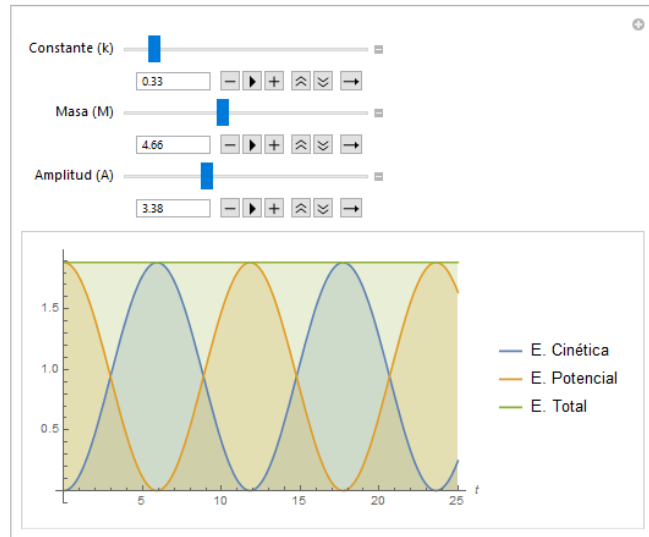 Constante (k)
0.33
Masa (M)
4.66
Amplitud (A)
3.38
1.5
1.0
0.5
5 10 15 20 25 t
E. Cinética
E. Potencial
E. Total